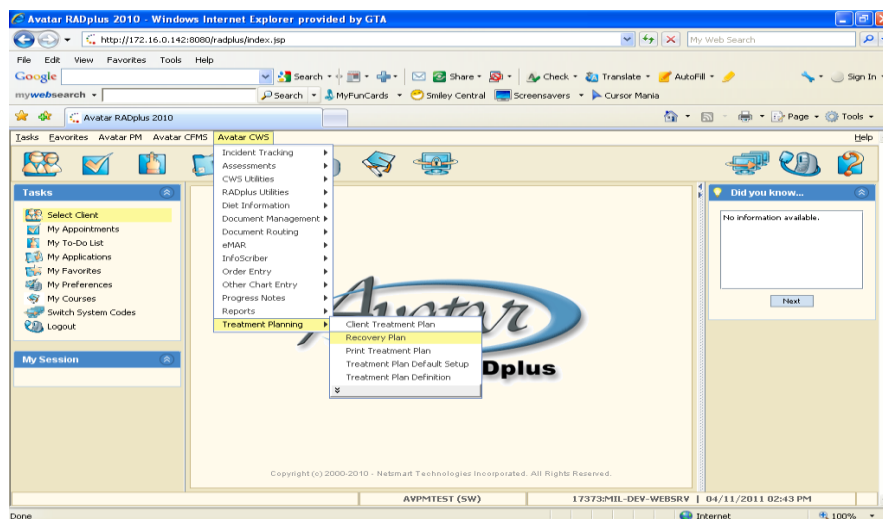 Avatar RADplus 2010 - Windows Internet Explorer provided by GTA
http://172.16.0.142:8080/radplus/index.jsp
My Web Search
File Edit View Favorites Tools Help
Google Search Share Check Translate AutoFill Sign In
mywebsearch Search MyFunCards Smiley Central Screensavers Cursor Mania
Avatar RADplus 2010 Page Tools
Tasks Favorites Avatar PM Avatar CFMS Avatar CWS Help
Tasks
Select Client
My Appointments
My To-Do List
My Applications
My Favorites
My Preferences
My Courses
Switch System Codes
Logout
My Session
Incident Tracking
Assessments
CWS Utilities
RADplus Utilities
Diet Information
Document Management
Document Routing
eMAR
InfoScriber
Order Entry
Other Chart Entry
Progress Notes
Reports
Treatment Planning
Client Treatment Plan
Recovery Plan
Print Treatment Plan
Treatment Plan Default Setup
Treatment Plan Definition
Avatar
Dplus
Did you know...
No information available.
Next
Copyright (c) 2000-2010 - Netsmart Technologies Incorporated. All Rights Reserved.
AVPMTEST (SW) 17373:MIL-DEV-WEBSRV | 04/11/2011 02:43 PM
Done Internet 100%